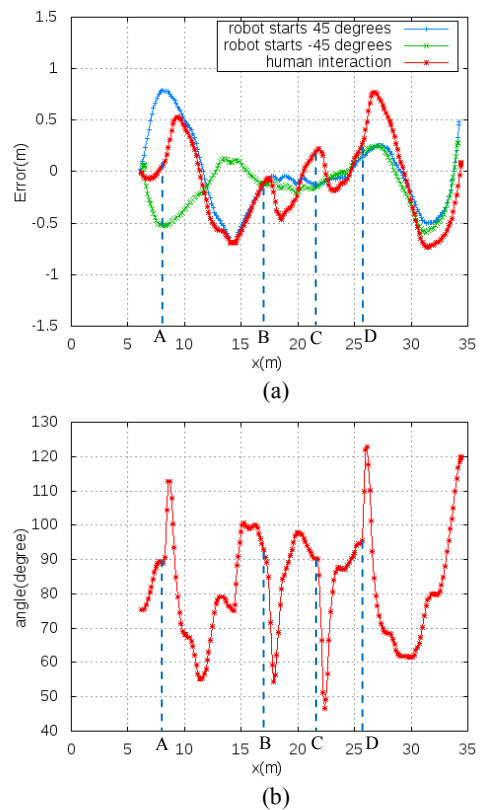 robot starts 45 degrees
robot starts -45 degrees
human interaction
1.5
1
0.5
0
-0.5
-1
-1.5
Error(m)
0 5 10 15 20 25 30 35
A B C D
x(m)
(a)
130
120
110
100
90
80
70
60
50
40
angle(degree)
A B C D
0 5 10 15 20 25 30 35
x(m)
(b)